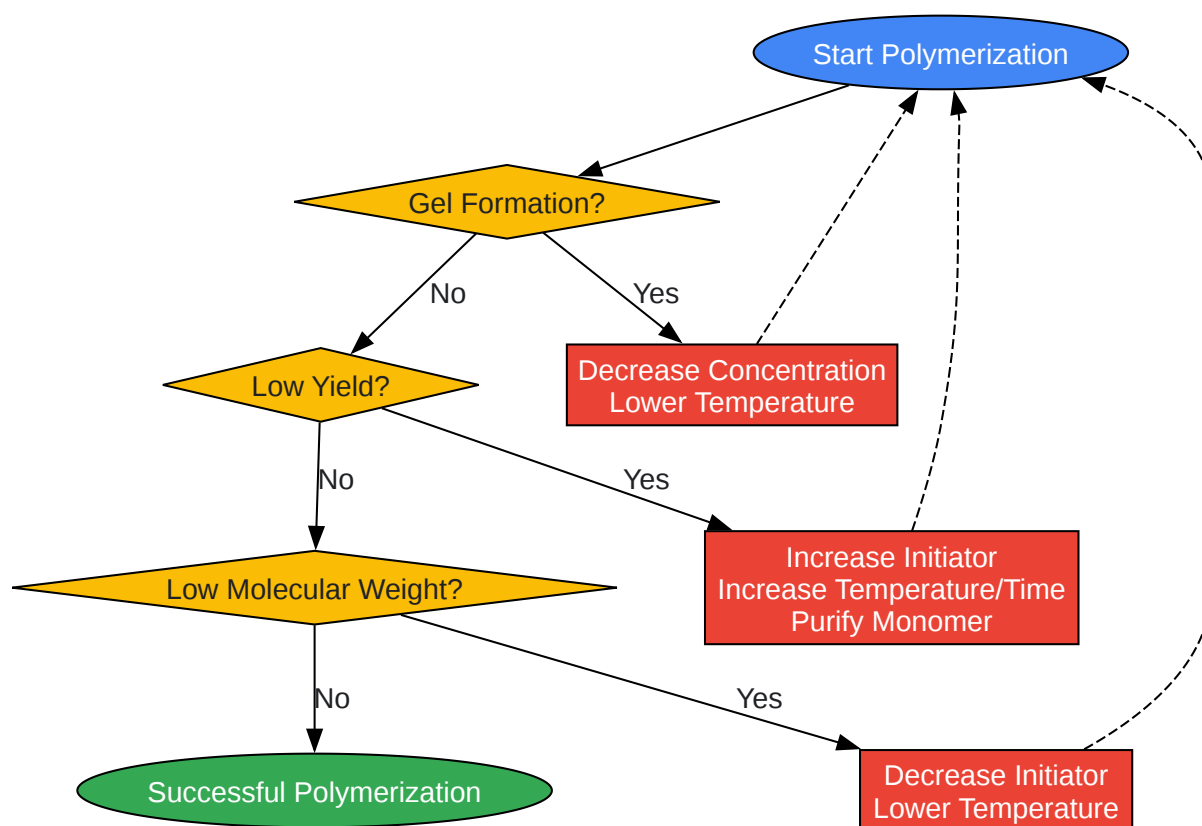 Start Polymerization
Gel Formation?
No
Yes
Decrease Concentration
Lower Temperature
Low Yield?
No
Yes
Increase Initiator
Increase Temperature/Time
Purify Monomer
Low Molecular Weight?
No
Yes
Successful Polymerization
Decrease Initiator
Lower Temperature